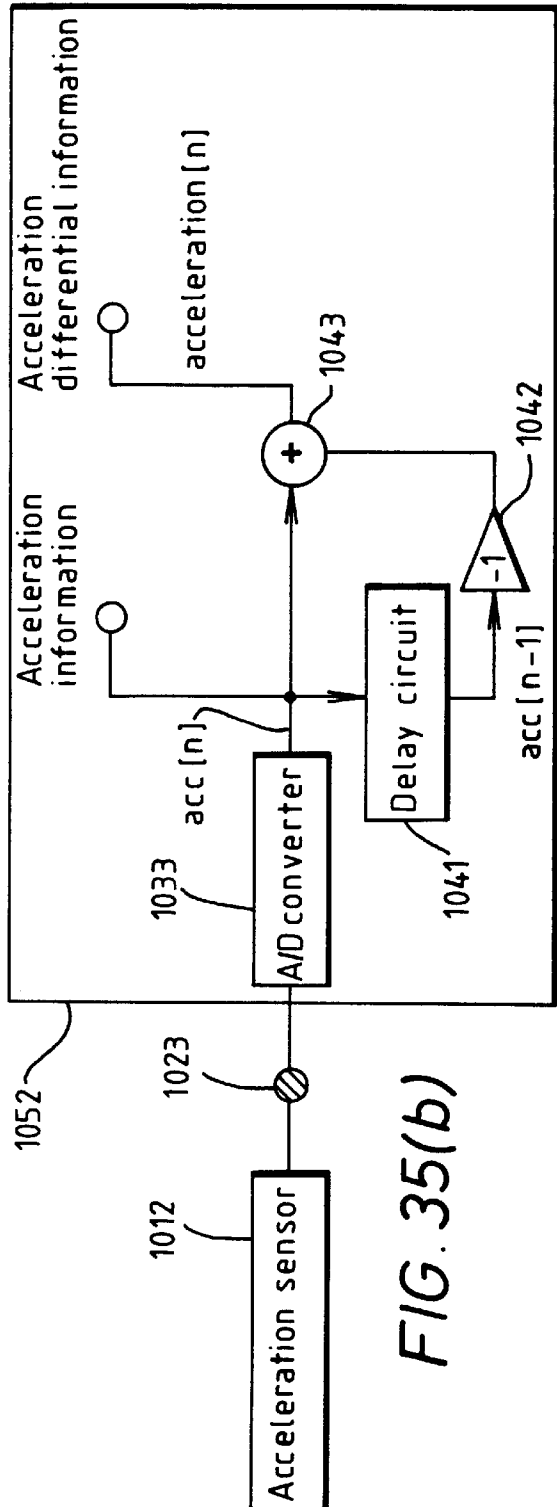 1052
Acceleration
information
Acceleration
differential information
acceleration[n]
1012
1023
1033
acc[n]
1043
Acceleration sensor
A/D converter
+
Delay circuit
1041
-1
1042
acc[n-1]
FIG. 35(b)